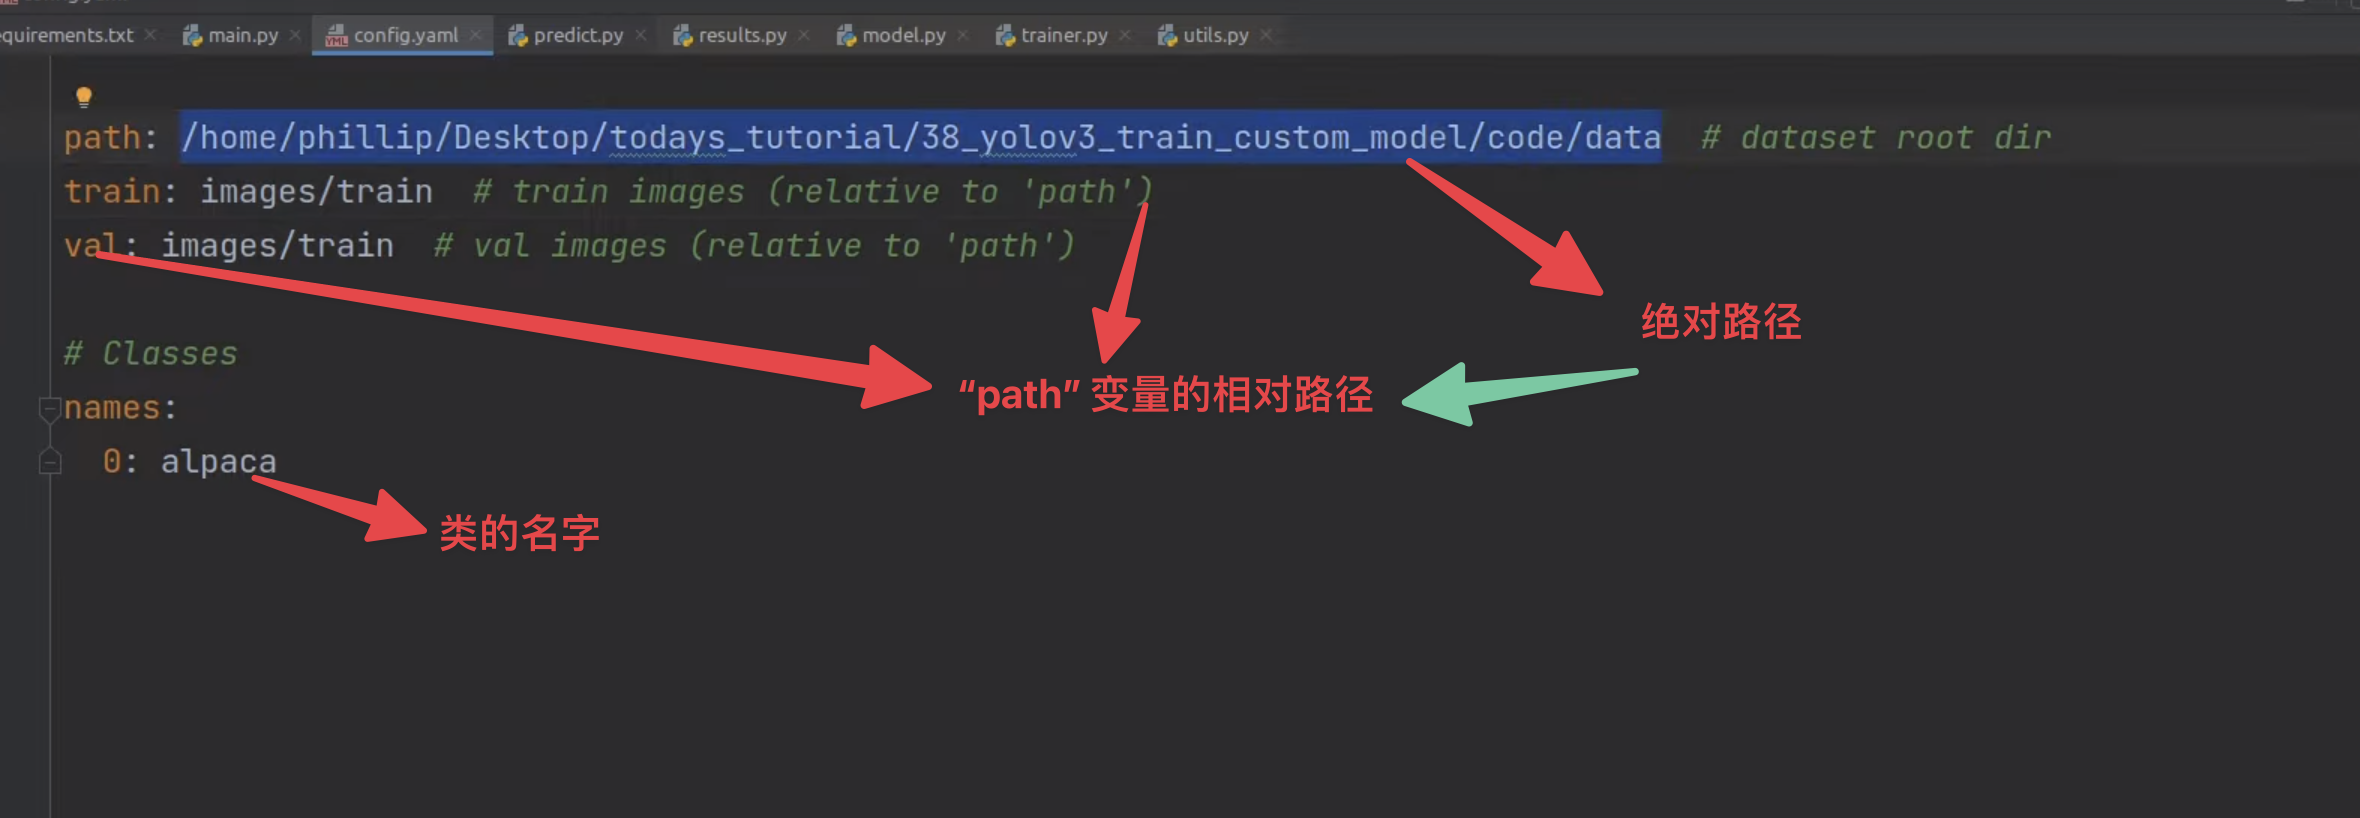 equirements.txt main.py config.yaml predict.py results.py model.py trainer.py utils.py
path: /home/phillip/Desktop/todays_tutorial/38_yolov3_train_custom_model/code/data # dataset root dir
train: images/train # train images (relative to 'path')
val: images/train # val images (relative to 'path')
绝对路径
# Classes
“path” 变量的相对路径
names:
0: alpaca
类的名字